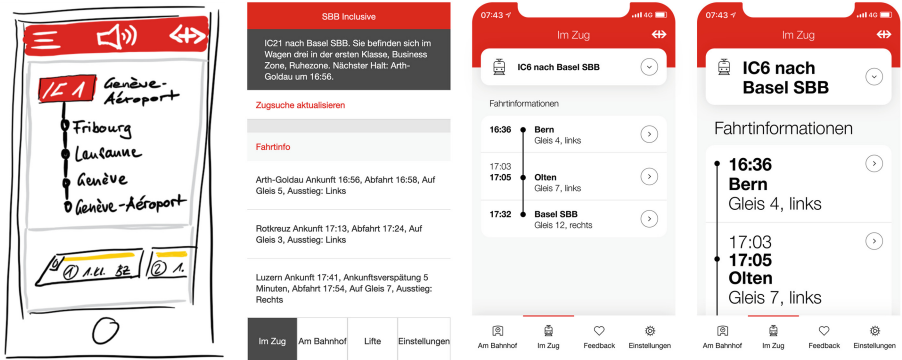 IC 1
Genève-
Aéroport
Fribourg
Lausanne
Genève
Genève-Aéroport
1 1.Kl. BZ
2 1.
SBB Inclusive
IC21 nach Basel SBB. Sie befinden sich im
Wagen drei in der ersten Klasse, Business
Zone, Ruhezone. Nächster Halt: Arth-
Goldau um 16:56.
Zugsuche aktualisieren
Fahrtinfo
Arth-Goldau Ankunft 16:56, Abfahrt 16:58, Auf
Gleis 5, Ausstieg: Links
Rotkreuz Ankunft 17:13, Abfahrt 17:24, Auf
Gleis 3, Ausstieg: Links
Luzern Ankunft 17:41, Ankunftsverspätung 5
Minuten, Abfahrt 17:54, Auf Gleis 7, Ausstieg:
Rechts
Im Zug
Am Bahnhof
Lifte
Einstellungen
07:43
4G
Im Zug
IC6 nach Basel SBB
Fahrtinformationen
16:36 Bern
Gleis 4, links
17:03
17:05 Olten
Gleis 7, links
17:32 Basel SBB
Gleis 12, rechts
Am Bahnhof
Im Zug
Feedback
Einstellungen
07:43
4G
Im Zug
IC6 nach
Basel SBB
Fahrtinformationen
16:36
Bern
Gleis 4, links
17:03
17:05
Olten
Gleis 7, links
Am Bahnhof
Im Zug
Feedback
Einstellungen